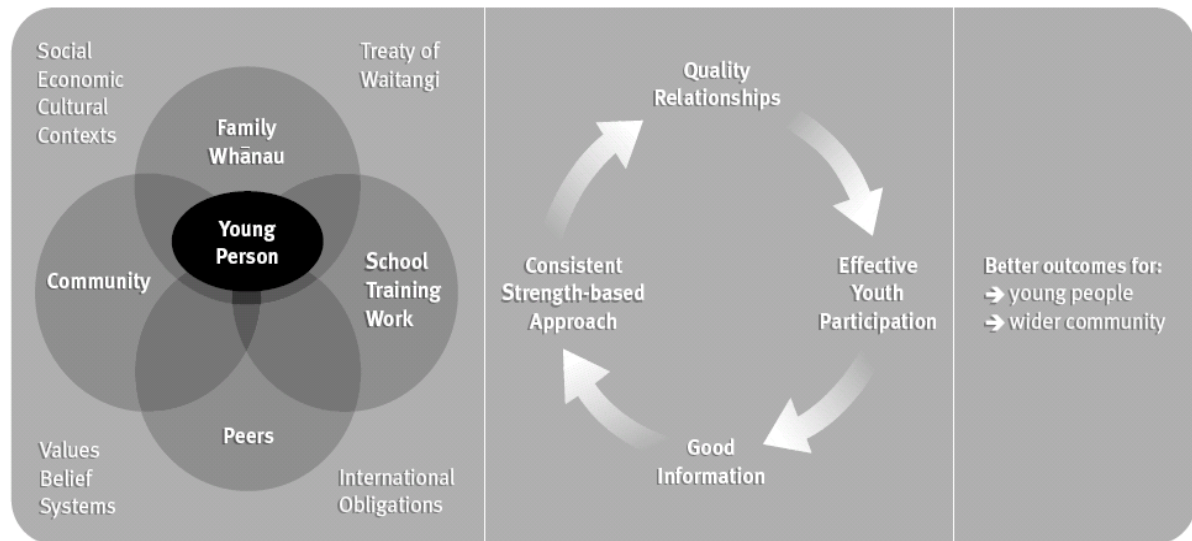 Social
Economic
Cultural
Contexts
Treaty of
Waitangi
Family
Whānau
Young
Person
Community
School
Training
Work
Peers
Values
Belief
Systems
International
Obligations
Quality
Relationships
Consistent
Strength-based
Approach
Effective
Youth
Participation
Good
Information
Better outcomes for:
➔ young people
➔ wider community